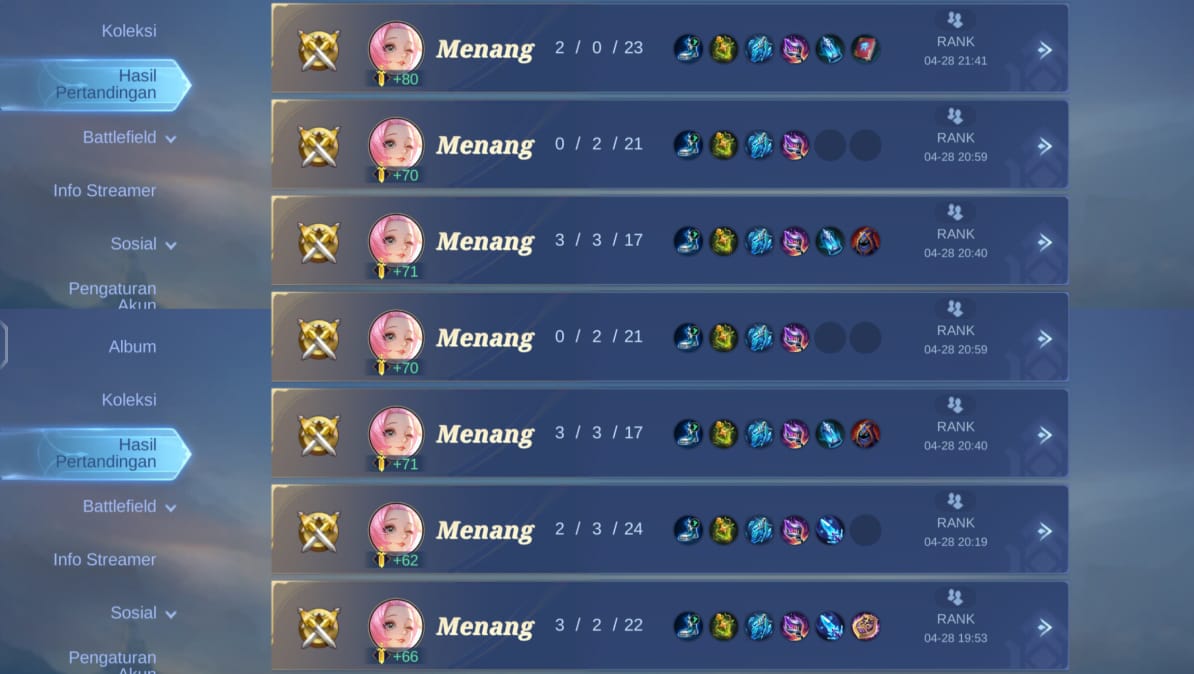 Koleksi
Hasil
Pertandingan
Battlefield
Info Streamer
Sosial
Pengaturan
Akun
Album
Koleksi
Hasil
Pertandingan
Battlefield
Info Streamer
Sosial
Pengaturan
Akun
+80 Menang 2 / 0 / 23 RANK 04-28 21:41
+70 Menang 0 / 2 / 21 RANK 04-28 20:59
+71 Menang 3 / 3 / 17 RANK 04-28 20:40
+70 Menang 0 / 2 / 21 RANK 04-28 20:59
+71 Menang 3 / 3 / 17 RANK 04-28 20:40
+62 Menang 2 / 3 / 24 RANK 04-28 20:19
+66 Menang 3 / 2 / 22 RANK 04-28 19:53